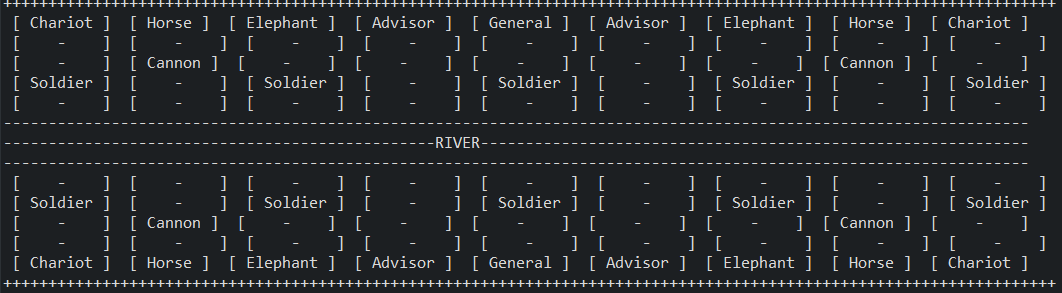 ++++++++++++++++++++++++++++++++++++++++++++++++++++++++++++++++++++++++++++++++++++++++++++++++++++++++++++++++++++
[ Chariot ]  [ Horse ]  [ Elephant ]  [ Advisor ]  [ General ]  [ Advisor ]  [ Elephant ]  [ Horse ]  [ Chariot ]
[    -    ]  [    -    ]  [    -    ]  [    -    ]  [    -    ]  [    -    ]  [    -    ]  [    -    ]  [    -    ]
[    -    ]  [ Cannon ]  [    -    ]  [    -    ]  [    -    ]  [    -    ]  [    -    ]  [ Cannon ]  [    -    ]
[ Soldier ]  [    -    ]  [ Soldier ]  [    -    ]  [ Soldier ]  [    -    ]  [ Soldier ]  [    -    ]  [ Soldier ]
[    -    ]  [    -    ]  [    -    ]  [    -    ]  [    -    ]  [    -    ]  [    -    ]  [    -    ]  [    -    ]
-----------------------------------------------------------------------------------------------------------------
------------------------------------------------RIVER------------------------------------------------------------
-----------------------------------------------------------------------------------------------------------------
[    -    ]  [    -    ]  [    -    ]  [    -    ]  [    -    ]  [    -    ]  [    -    ]  [    -    ]  [    -    ]
[ Soldier ]  [    -    ]  [ Soldier ]  [    -    ]  [ Soldier ]  [    -    ]  [ Soldier ]  [    -    ]  [ Soldier ]
[    -    ]  [ Cannon ]  [    -    ]  [    -    ]  [    -    ]  [    -    ]  [    -    ]  [ Cannon ]  [    -    ]
[    -    ]  [    -    ]  [    -    ]  [    -    ]  [    -    ]  [    -    ]  [    -    ]  [    -    ]  [    -    ]
[ Chariot ]  [ Horse ]  [ Elephant ]  [ Advisor ]  [ General ]  [ Advisor ]  [ Elephant ]  [ Horse ]  [ Chariot ]
++++++++++++++++++++++++++++++++++++++++++++++++++++++++++++++++++++++++++++++++++++++++++++++++++++++++++++++++++++